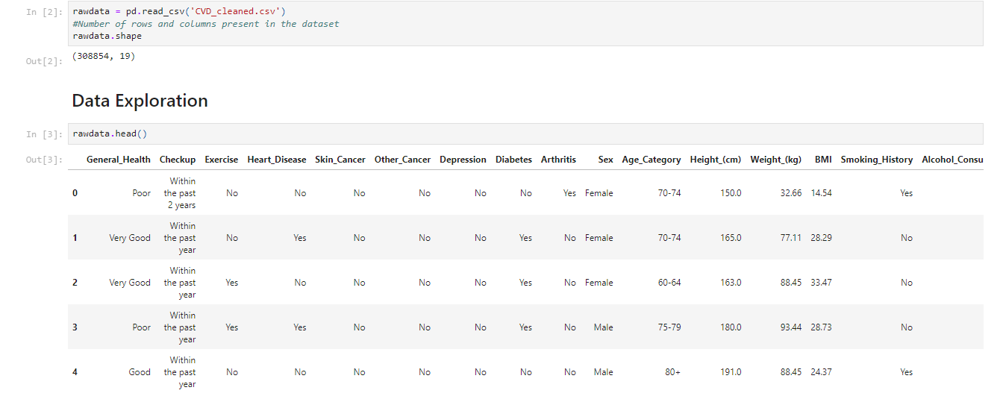 In [2]: rawdata = pd.read_csv('CVD_cleaned.csv')
#Number of rows and columns present in the dataset
rawdata.shape
Out[2]: (308854, 19)
Data Exploration
In [3]: rawdata.head()
Out[3]: General_Health Checkup Exercise Heart_Disease Skin_Cancer Other_Cancer Depression Diabetes Arthritis Sex Age_Category Height_(cm) Weight_(kg) BMI Smoking_History Alcohol_Consu
Within
0 Poor the past No No No No No No Yes Female 70-74 150.0 32.66 14.54 Yes
2 years
Within
1 Very Good the past No Yes No No No Yes No Female 70-74 165.0 77.11 28.29 No
year
Within
2 Very Good the past Yes No No No No Yes No Female 60-64 163.0 88.45 33.47 No
year
Within
3 Poor the past Yes Yes No No No Yes No Male 75-79 180.0 93.44 28.73 No
year
Within
4 Good the past No No No No No No No Male 80+ 191.0 88.45 24.37 Yes
year